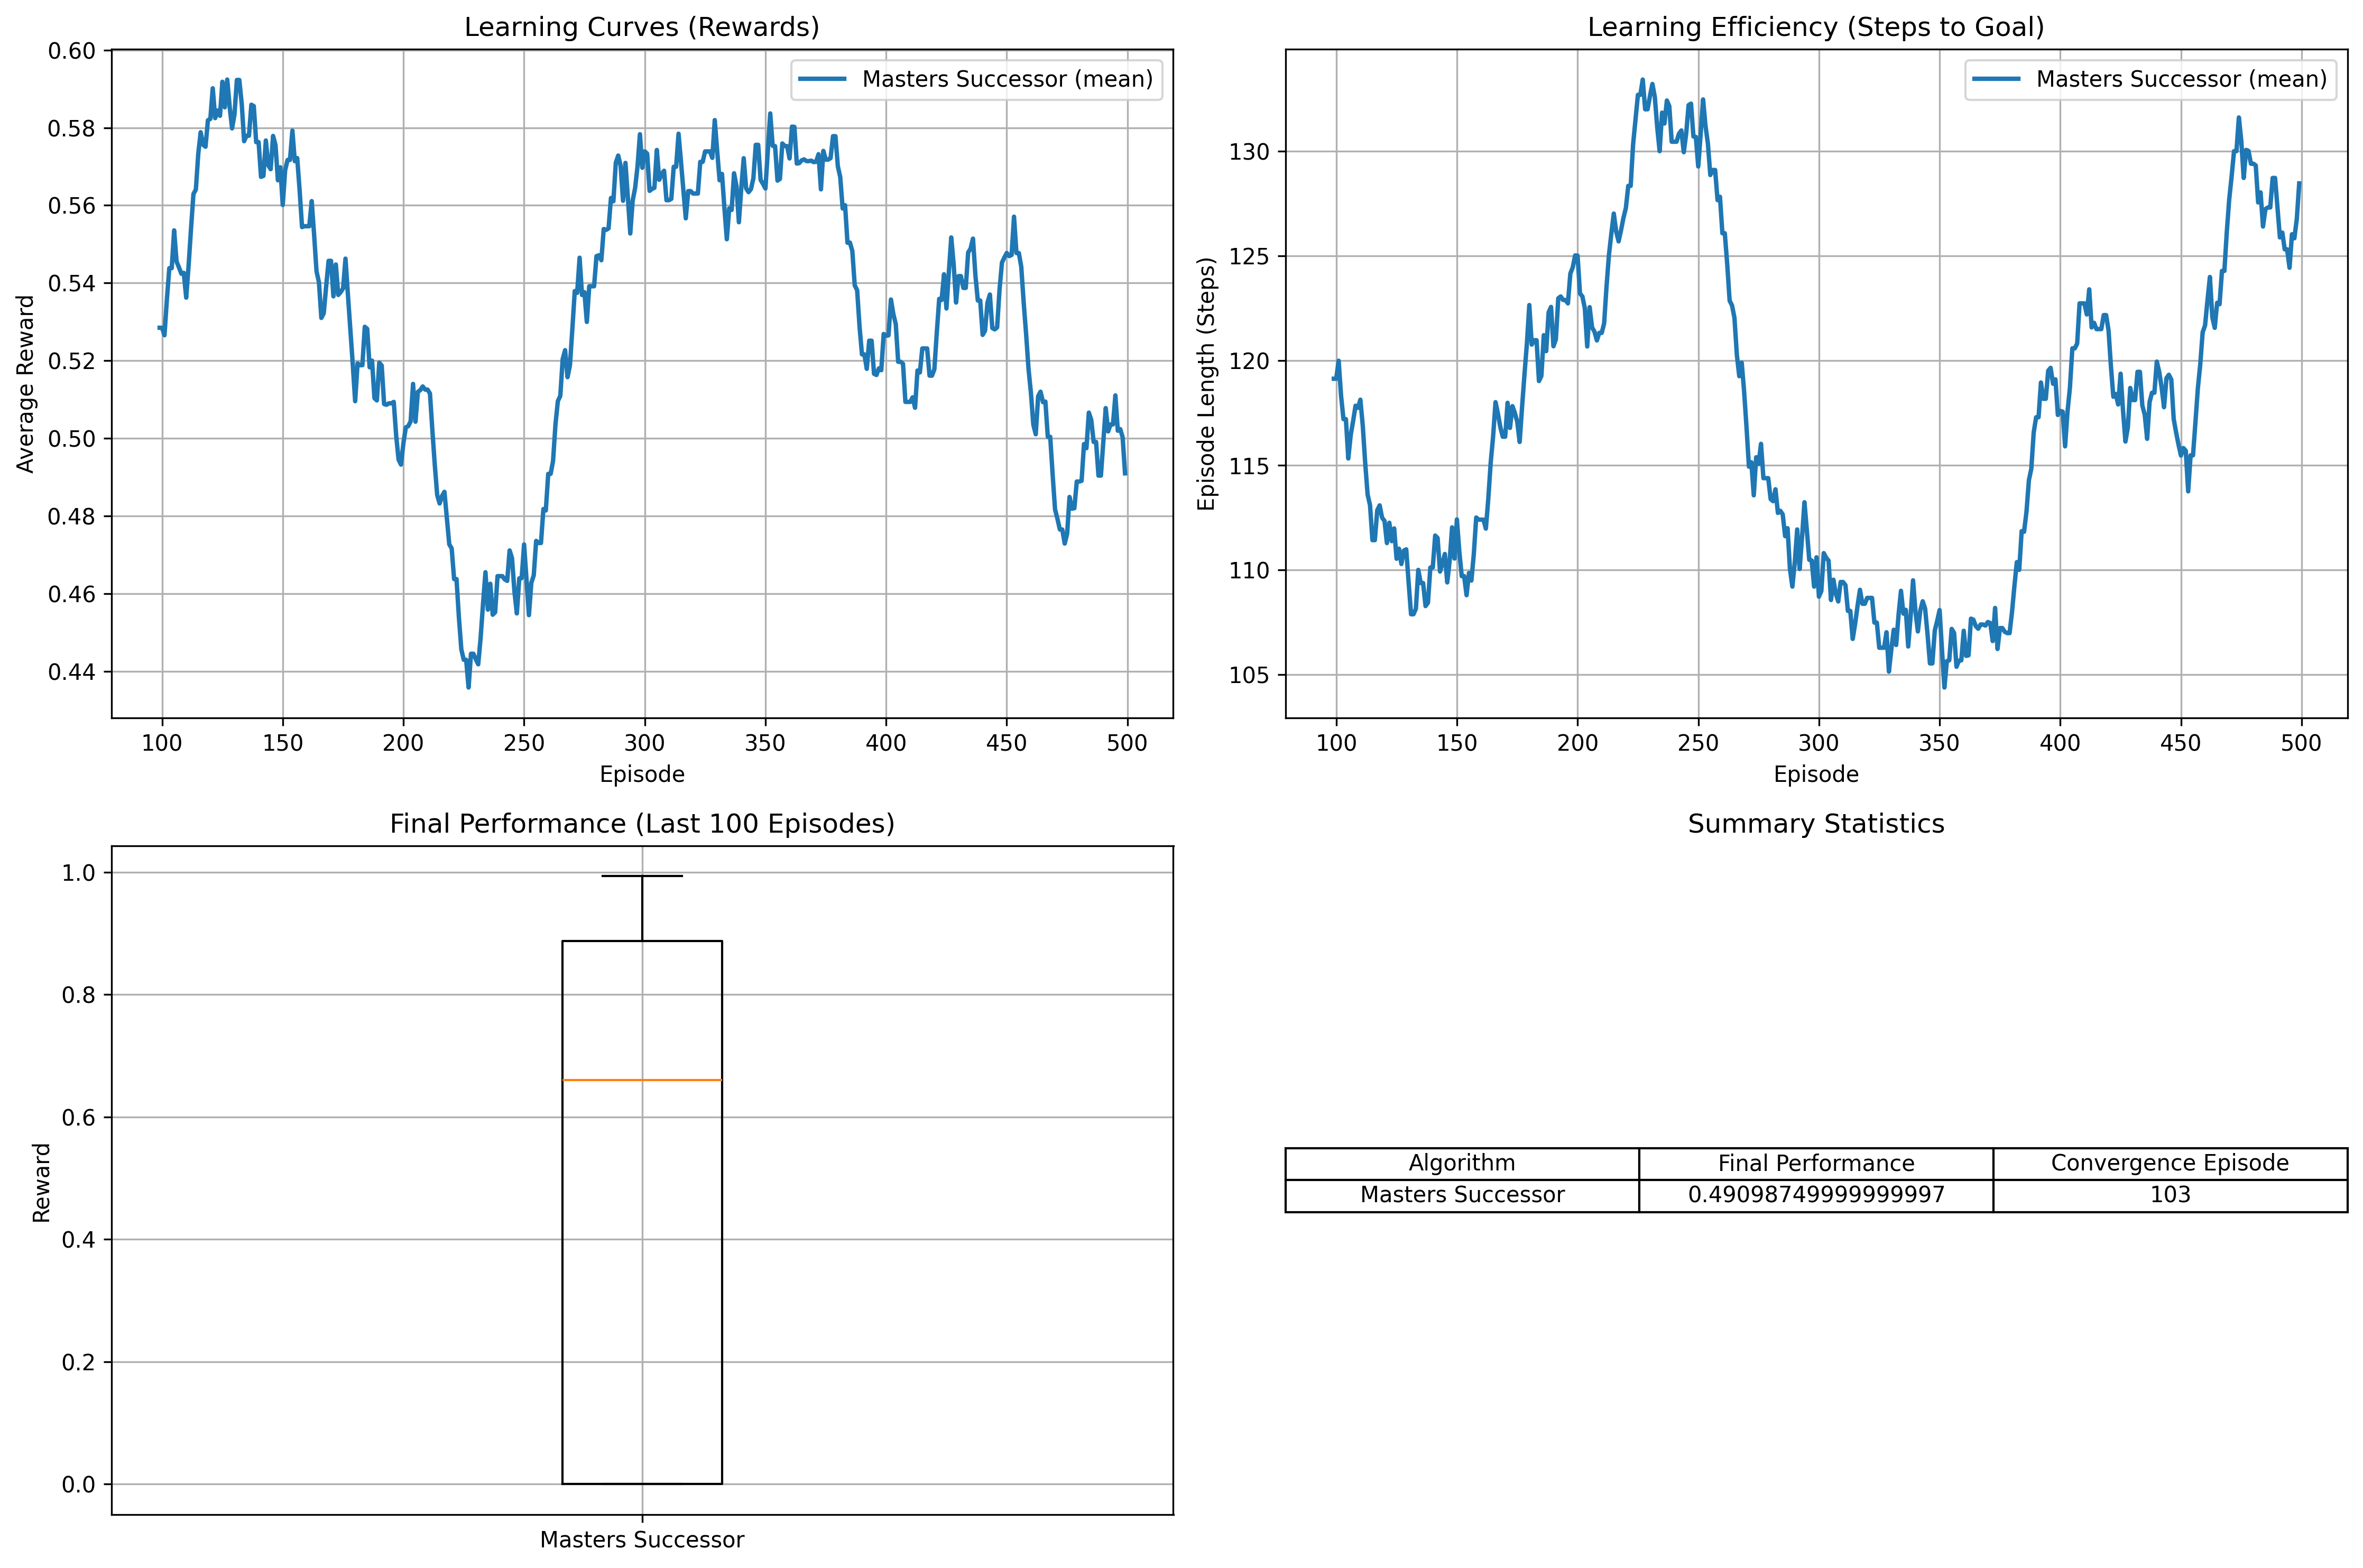 Learning Curves (Rewards)
Masters Successor (mean)
Average Reward
0.60
0.58
0.56
0.54
0.52
0.50
0.48
0.46
0.44
100 150 200 250 300 350 400 450 500
Episode
Learning Efficiency (Steps to Goal)
Masters Successor (mean)
Episode Length (Steps)
130
125
120
115
110
105
100 150 200 250 300 350 400 450 500
Episode
Final Performance (Last 100 Episodes)
Reward
1.0
0.8
0.6
0.4
0.2
0.0
Masters Successor
Summary Statistics
Algorithm Final Performance Convergence Episode
Masters Successor 0.49098749999999997 103